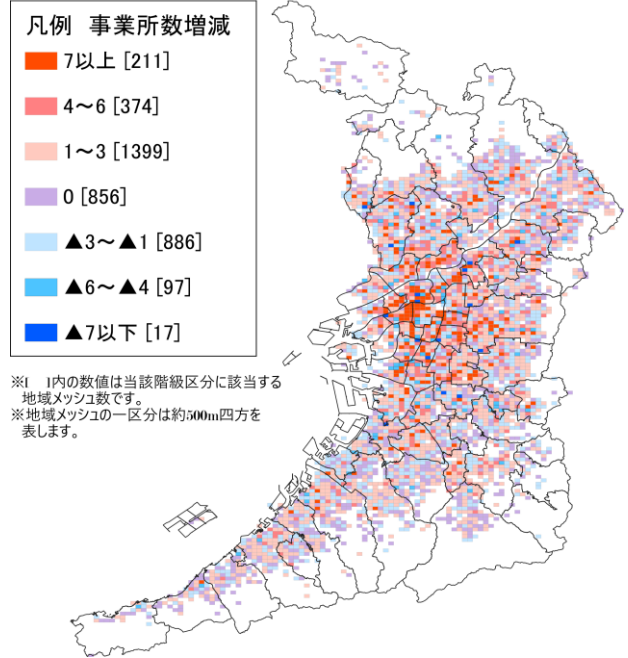 凡例 事業所数増減
7以上 [211]
4～6 [374]
1～3 [1399]
0 [856]
▲3～▲1 [886]
▲6～▲4 [97]
▲7以下 [17]
※[ ]内の数値は当該階級区分に該当する
地域メッシュ数です。
※地域メッシュの一区分は約500m四方を
表します。